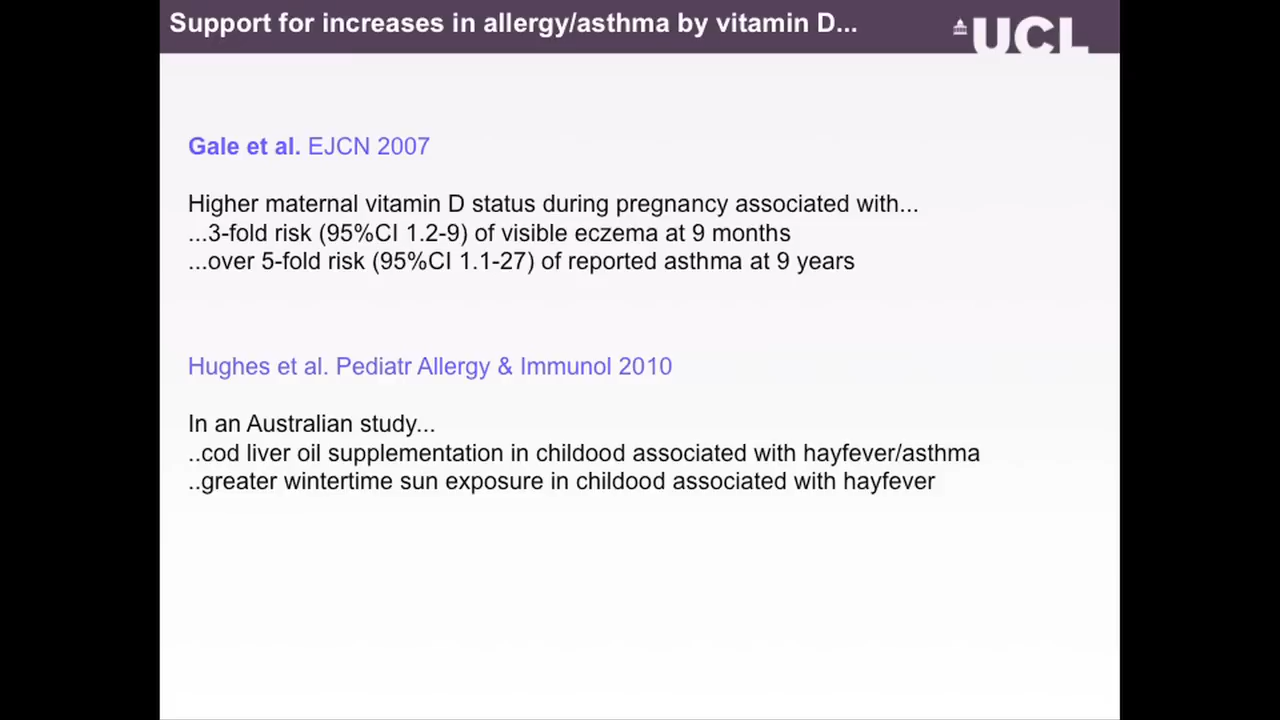 Support for increases in allergy/asthma by vitamin D...
UCL
Gale et al. EJCN 2007
Higher maternal vitamin D status during pregnancy associated with...
...3-fold risk (95%CI 1.2-9) of visible eczema at 9 months
...over 5-fold risk (95%CI 1.1-27) of reported asthma at 9 years
Hughes et al. Pediatr Allergy & Immunol 2010
In an Australian study...
..cod liver oil supplementation in childood associated with hayfever/asthma
..greater wintertime sun exposure in childood associated with hayfever